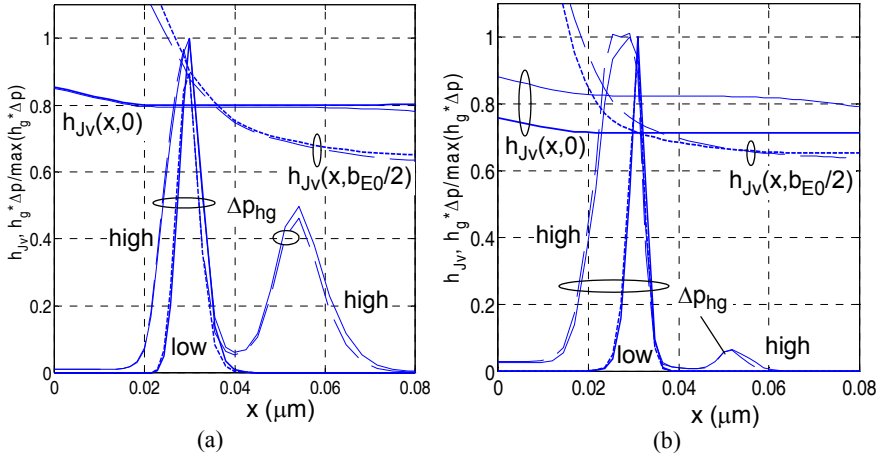 h_Jv, h_g*Δp/max(h_g*Δp)
1
0.8
0.6
0.4
0.2
0
h_Jv(x,0)
h_Jv(x,b_E0/2)
Δp_hg
high
high
low
0 0.02 0.04 0.06 0.08
x (μm)
(a)
h_Jv, h_g*Δp/max(h_g*Δp)
1
0.8
0.6
0.4
0.2
0
h_Jv(x,0)
h_Jv(x,b_E0/2)
high
Δp_hg
low
high
0 0.02 0.04 0.06 0.08
x (μm)
(b)